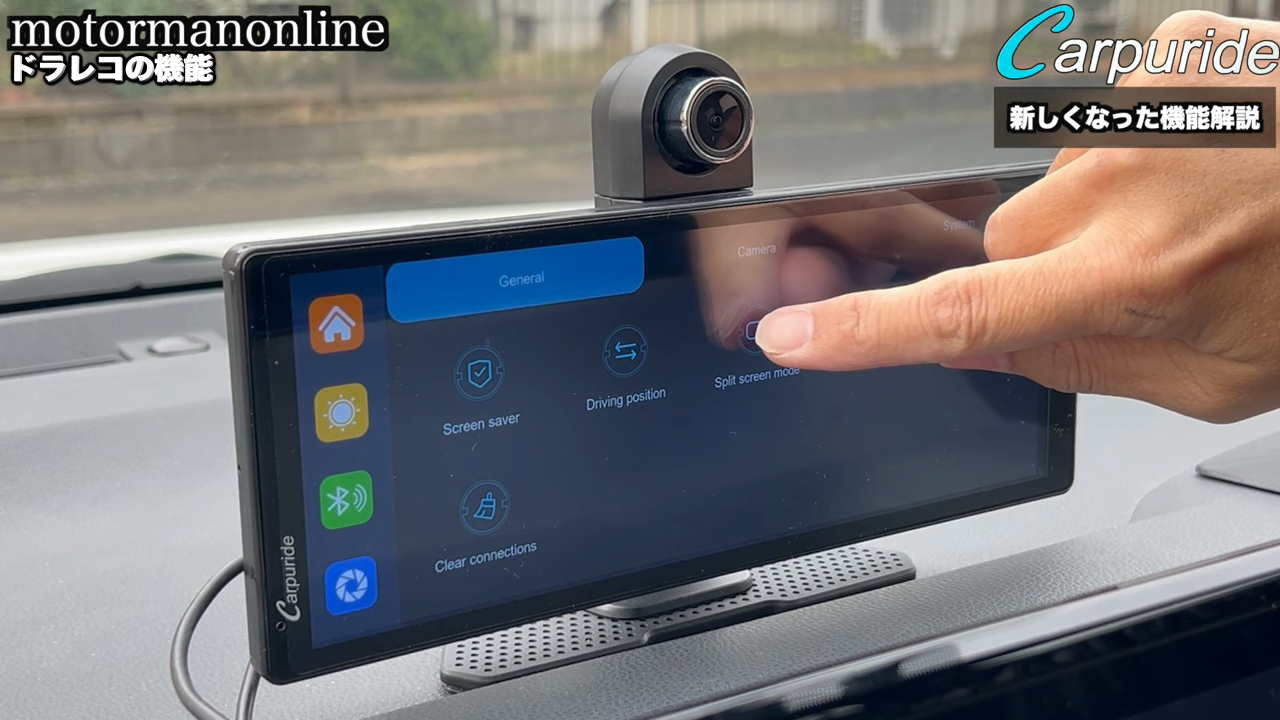 motormanonline
ドラレコの機能
Carpuride
新しくなった機能解説
General
Camera
System
Screen saver
Driving position
Split screen mode
Clear connections
Carpuride